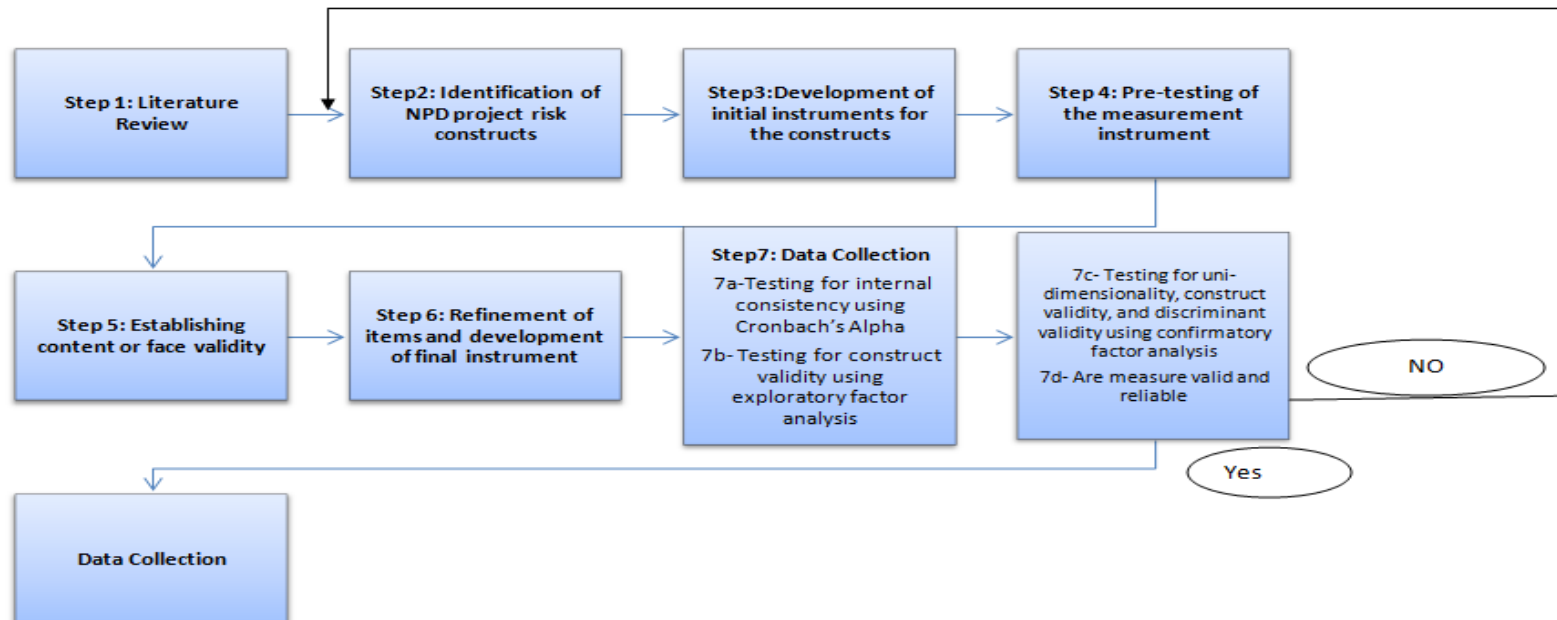 Step 1: Literature
Review
Step2: Identification of
NPD project risk
constructs
Step3:Development of
initial instruments for
the constructs
Step 4: Pre-testing of
the measurement
instrument
Step 5: Establishing
content or face validity
Step 6: Refinement of
items and development
of final instrument
Step7: Data Collection
7a-Testing for internal
consistency using
Cronbach’s Alpha
7b- Testing for construct
validity using
exploratory factor
analysis
7c- Testing for uni-
dimensionality, construct
validity, and discriminant
validity using confirmatory
factor analysis
7d- Are measure valid and
reliable
NO
Yes
Data Collection